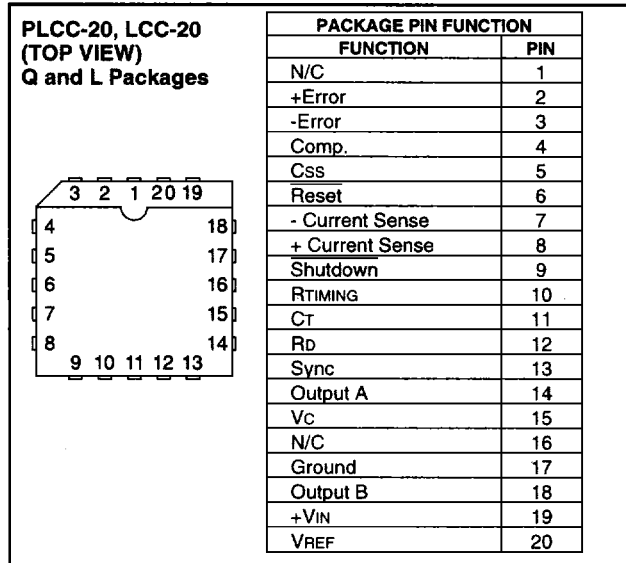 PLCC-20, LCC-20
(TOP VIEW)
Q and L Packages
3 2 1 20 19
4 18
5 17
6 16
7 15
8 14
9 10 11 12 13
PACKAGE PIN FUNCTION
FUNCTION PIN
N/C 1
+Error 2
-Error 3
Comp. 4
CSS 5
Reset 6
- Current Sense 7
+ Current Sense 8
Shutdown 9
RTIMING 10
CT 11
RD 12
Sync 13
Output A 14
VC 15
N/C 16
Ground 17
Output B 18
+VIN 19
VREF 20